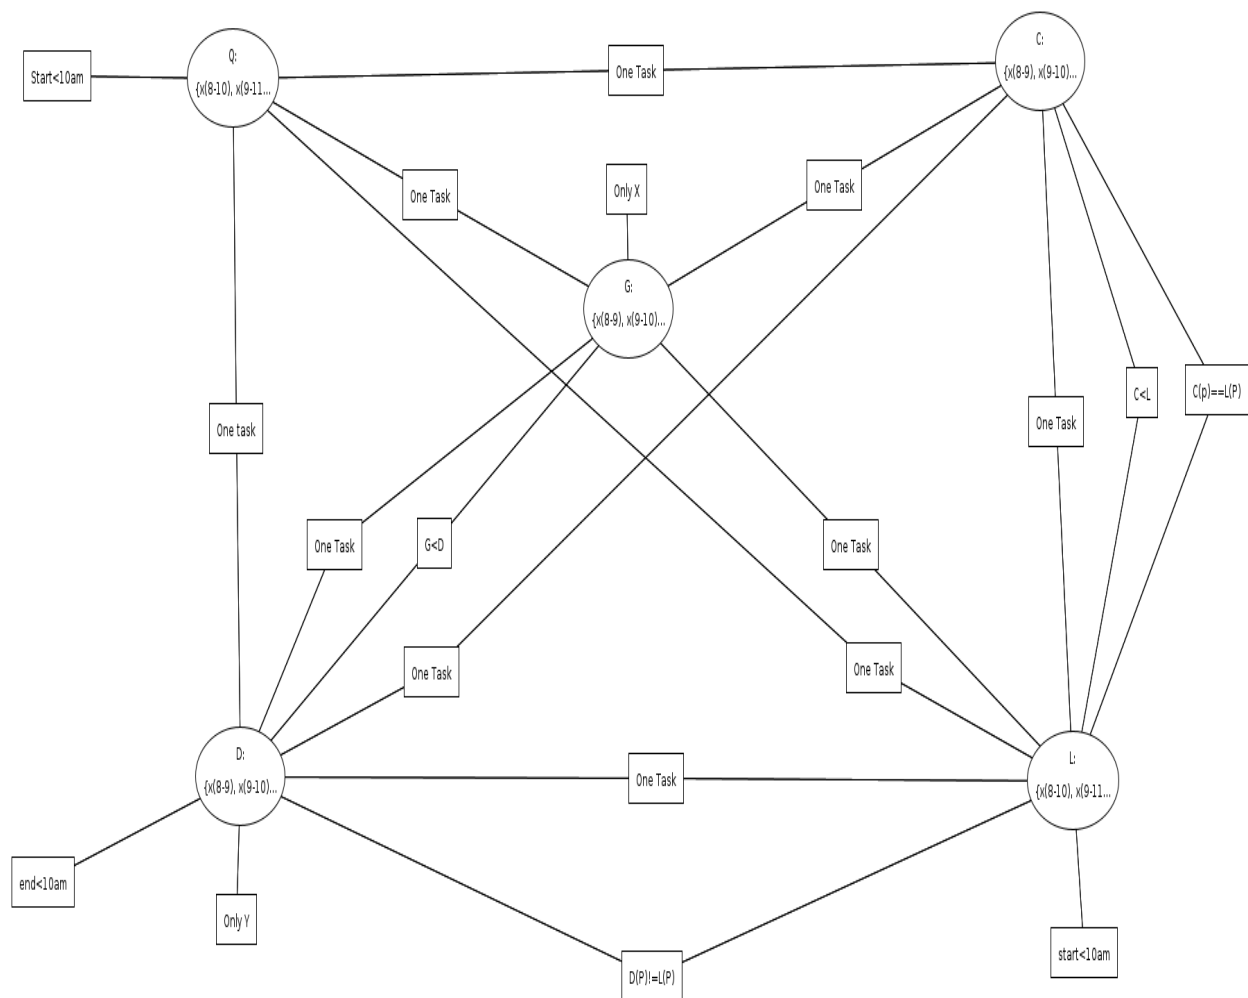 Q:
{x(8-10), x(9-11...
C:
{x(8-9), x(9-10)...
Start<10am
One Task
One Task
Only X
One Task
G:
{x(8-9), x(9-10)...
One task
One Task
C<L
C(p)==L(P)
One Task
G<D
One Task
One Task
One Task
D:
{x(8-9), x(9-10)...
One Task
L:
{x(8-10), x(9-11...
end<10am
Only Y
D(P)!=L(P)
start<10am